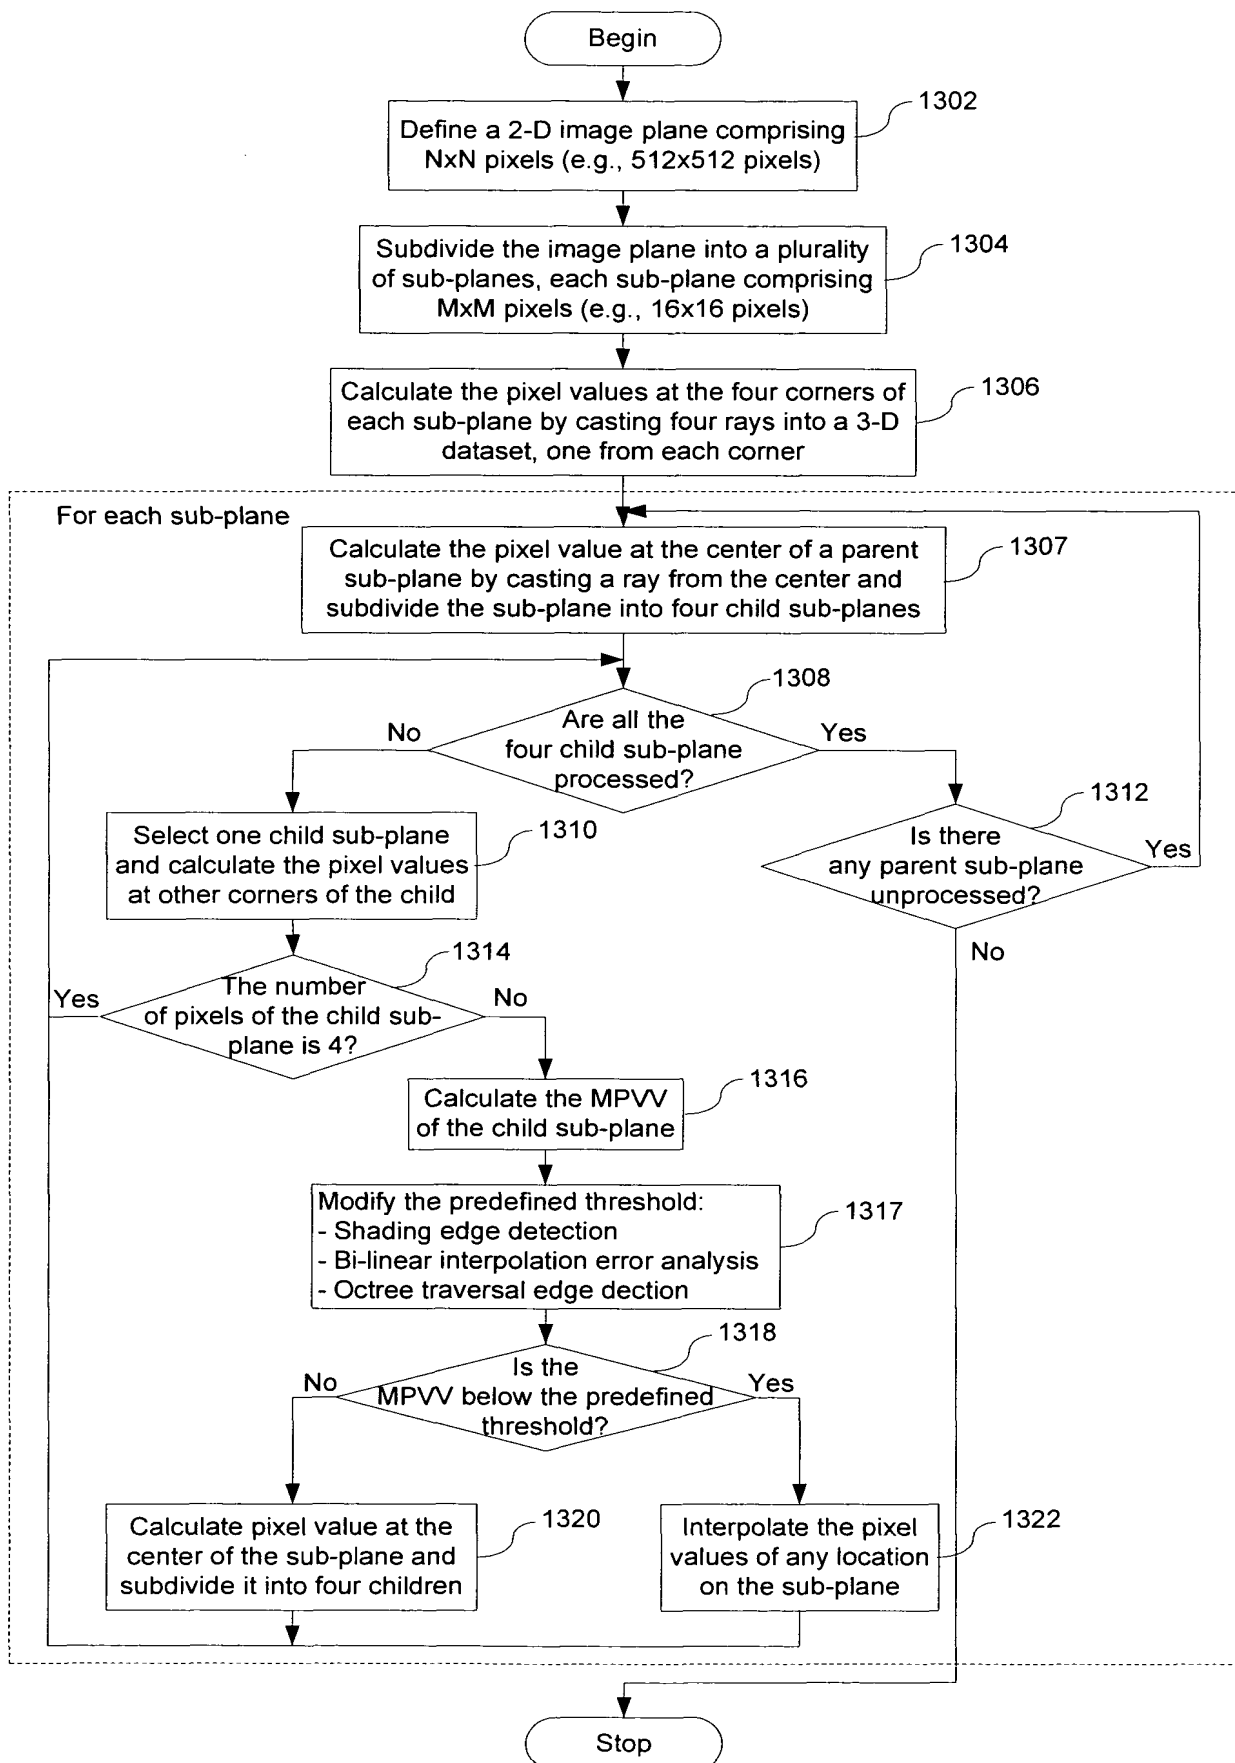 Begin
1302
Define a 2-D image plane comprising
NxN pixels (e.g., 512x512 pixels)
1304
Subdivide the image plane into a plurality
of sub-planes, each sub-plane comprising
MxM pixels (e.g., 16x16 pixels)
1306
Calculate the pixel values at the four corners of
each sub-plane by casting four rays into a 3-D
dataset, one from each corner
For each sub-plane
1307
Calculate the pixel value at the center of a parent
sub-plane by casting a ray from the center and
subdivide the sub-plane into four child sub-planes
1308
Are all the
four child sub-plane
processed?
No
Yes
1310
Select one child sub-plane
and calculate the pixel values
at other corners of the child
1312
Is there
any parent sub-plane
unprocessed?
Yes
No
1314
The number
of pixels of the child sub-
plane is 4?
Yes
No
1316
Calculate the MPVV
of the child sub-plane
1317
Modify the predefined threshold:
- Shading edge detection
- Bi-linear interpolation error analysis
- Octree traversal edge dection
1318
Is the
MPVV below the predefined
threshold?
No
Yes
1320
Calculate pixel value at the
center of the sub-plane and
subdivide it into four children
1322
Interpolate the pixel
values of any location
on the sub-plane
Stop